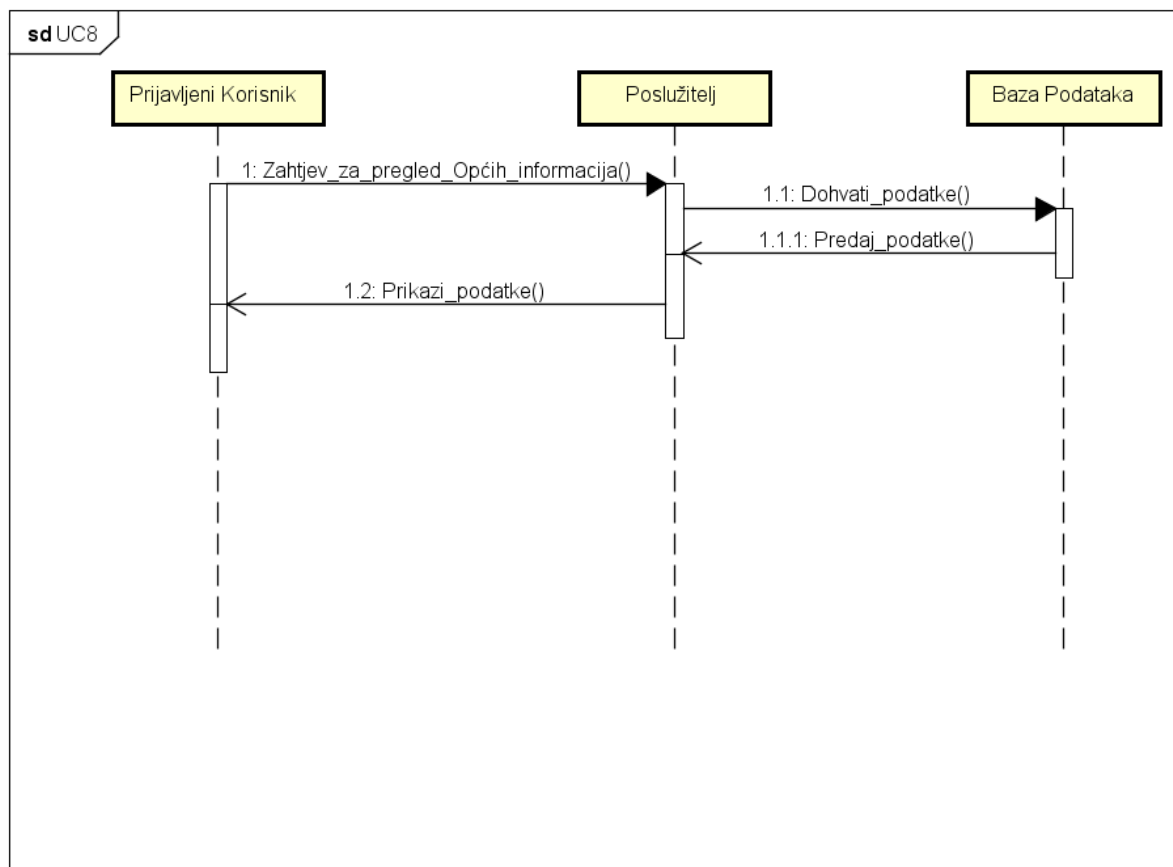 sd UC8
Prijavljeni Korisnik
Poslužitelj
Baza Podataka
1: Zahtjev_za_pregled_Općih_informacija()
1.1: Dohvati_podatke()
1.1.1: Predaj_podatke()
1.2: Prikazi_podatke()